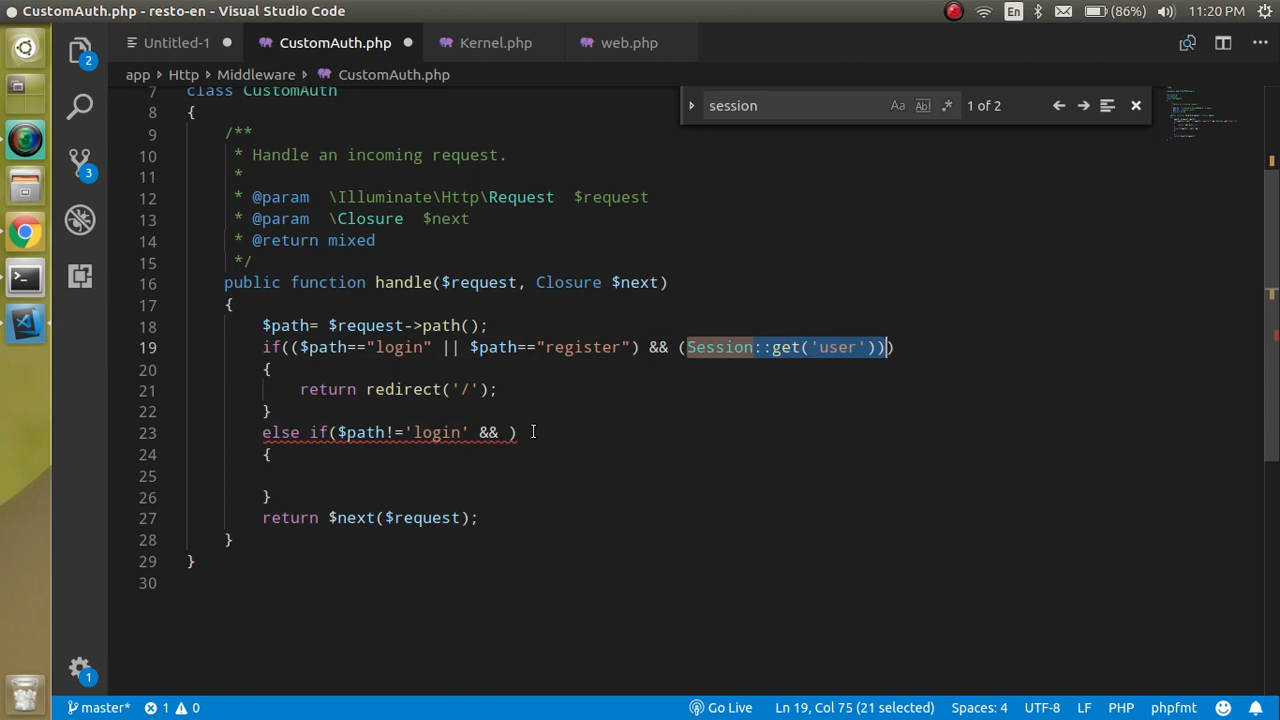 CustomAuth.php - resto-en - Visual Studio Code
En
(86%)
11:20 PM
Untitled-1
CustomAuth.php
Kernel.php
web.php
app > Http > Middleware > CustomAuth.php
session
Aa
Abl
.*
1 of 2
7 class CustomAuth
8 {
9 /**
10 * Handle an incoming request.
11 *
12 * @param \Illuminate\Http\Request $request
13 * @param \Closure $next
14 * @return mixed
15 */
16 public function handle($request, Closure $next)
17 {
18 $path= $request->path();
19 if(($path=="login" || $path=="register") && (Session::get('user')))
20 {
21 return redirect('/');
22 }
23 else if($path!='login' && )
24 {
25
26 }
27 return $next($request);
28 }
29 }
30
2
3
1
master*
1
0
Go Live
Ln 19, Col 75 (21 selected)
Spaces: 4
UTF-8
LF
PHP
phpfmt